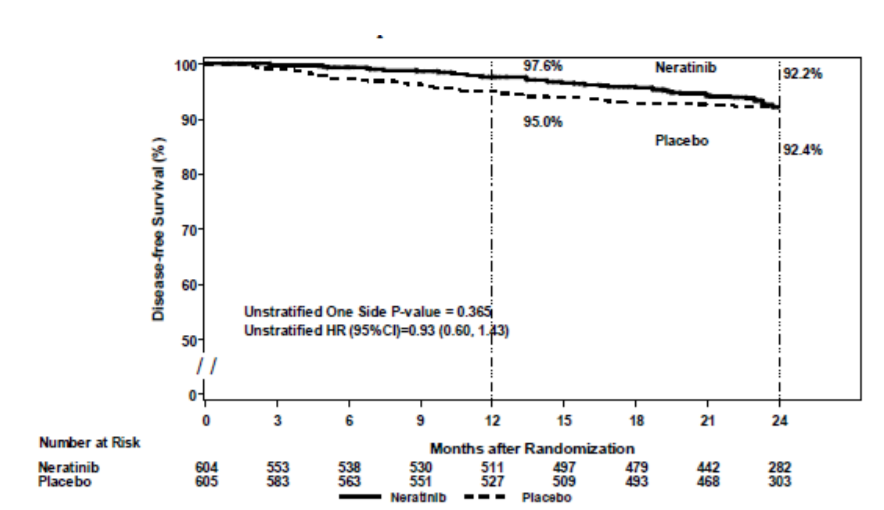 100
97.6%
Neratinib
92.2%
90
95.0%
Placebo
92.4%
Disease-free Survival (%)
80
70
60
Unstratified One Side P-value = 0.365
Unstratified HR (95%CI)=0.93 (0.60, 1.43)
50
0
0 3 6 9 12 15 18 21 24
Number at Risk
Months after Randomization
Neratinib 604 553 538 530 511 497 479 442 282
Placebo 605 583 563 551 527 509 493 468 303
Neratinib Placebo